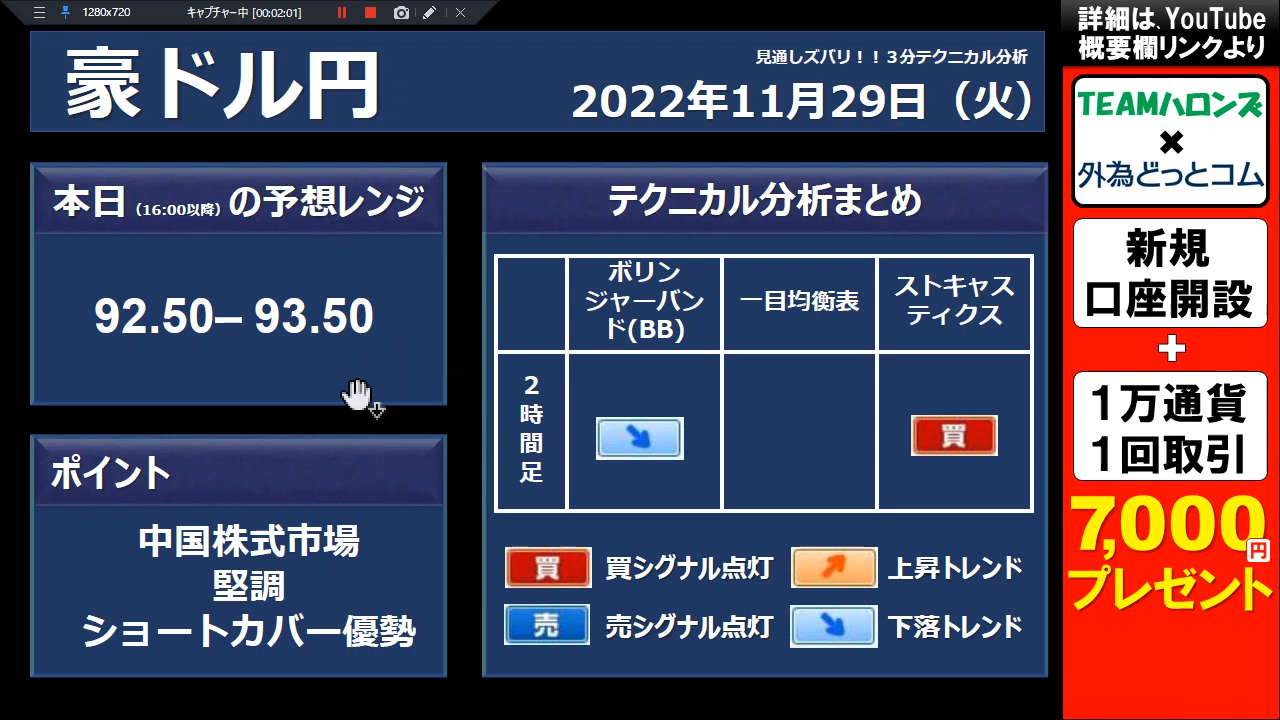 1280x720
キャプチャー中 [00:02:01]
豪ドル円
見通しズバリ！！３分テクニカル分析
2022年11月29日（火）
本日（16:00以降）の予想レンジ
92.50– 93.50
ポイント
中国株式市場
堅調
ショートカバー優勢
テクニカル分析まとめ
ボリン
ジャーバン
ド(BB)
一目均衡表
ストキャス
ティクス
2
時
間
足
買
買 買シグナル点灯
上昇トレンド
売 売シグナル点灯
下落トレンド
詳細は、YouTube
概要欄リンクより
TEAMハロンズ
×
外為どっとコム
新規
口座開設
+
１万通貨
１回取引
7,000円
プレゼント